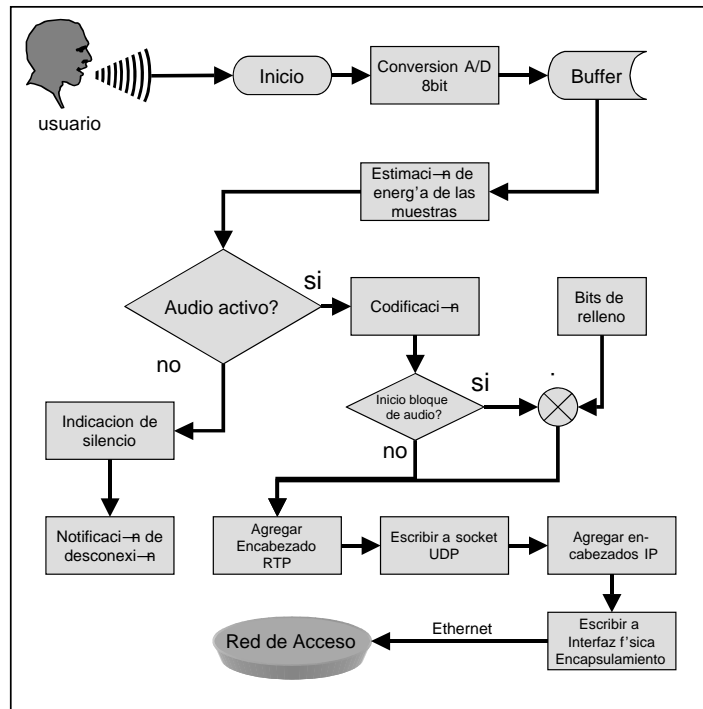 usuario
Inicio
Conversion A/D
8bit
Buffer
Estimaci–n de
energ’a de las
muestras
Audio activo?
si
no
Codificaci–n
Bits de
relleno
Inicio bloque
de audio?
si
no
.
Indicacion de
silencio
Notificaci–n de
desconexi–n
Agregar
Encabezado
RTP
Escribir a socket
UDP
Agregar en-
cabezados IP
Escribir a
Interfaz f’sica
Encapsulamiento
Ethernet
Red de Acceso